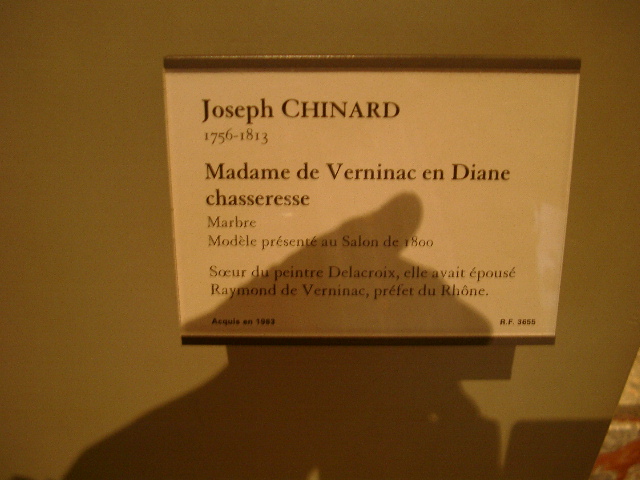 Joseph CHINARD
1756-1813
Madame de Verninac en Diane
chasseresse
Marbre
Modèle présenté au Salon de 1800
Sœur du peintre Delacroix, elle avait épousé
Raymond de Verninac, préfet du Rhône.
Acquis en 1983
R.F. 3655